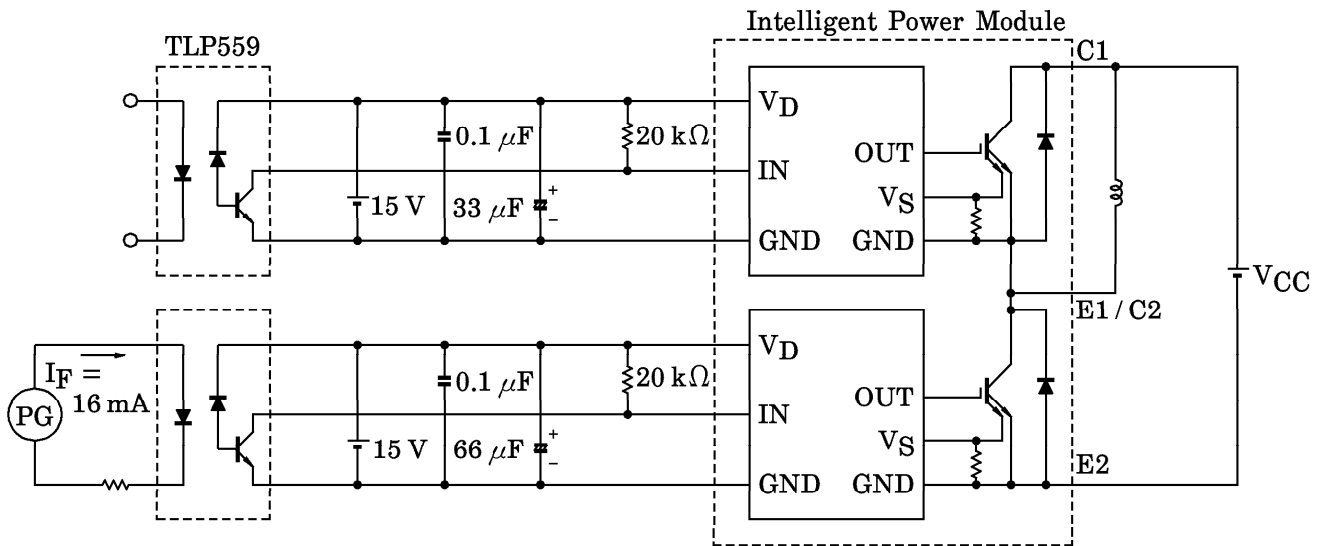 Intelligent Power Module
TLP559
C1
V_D
0.1 μF
20 kΩ
OUT
IN
15 V
33 μF
+
−
V_S
GND
GND
V_CC
E1 / C2
I_F =
16 mA
PG
V_D
0.1 μF
20 kΩ
OUT
IN
15 V
66 μF
+
−
V_S
E2
GND
GND